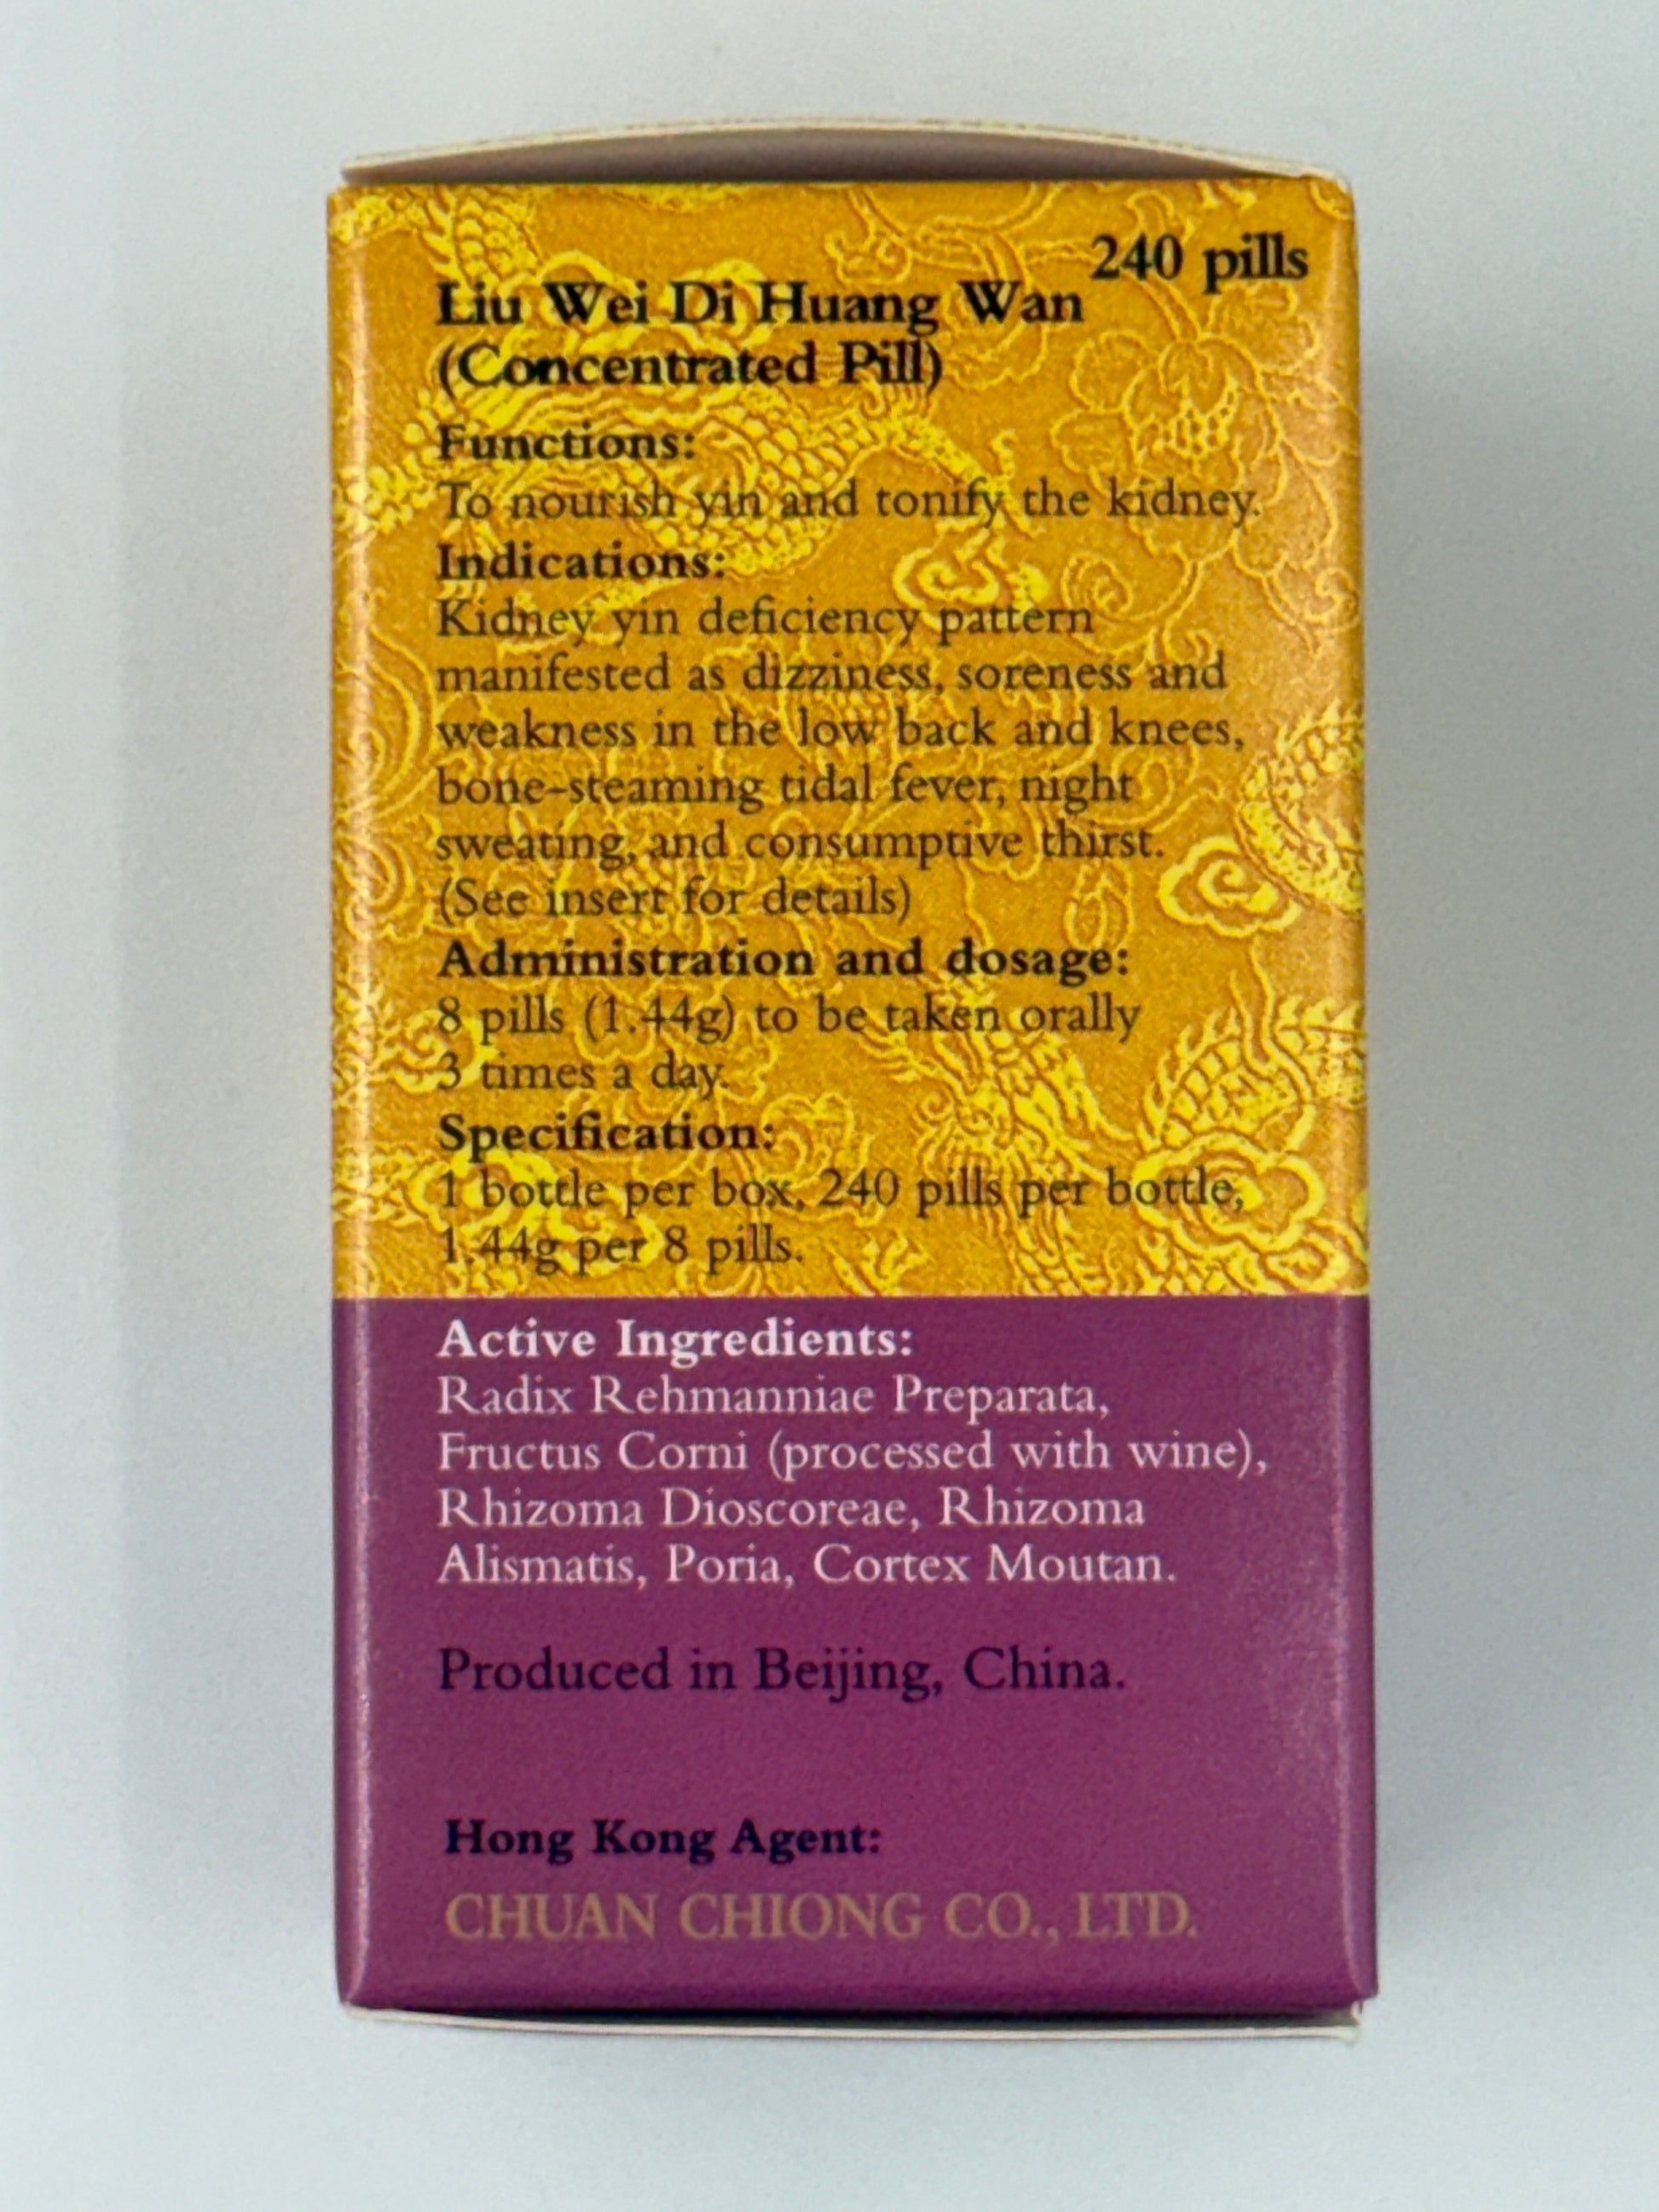 240 pills
Liu Wei Di Huang Wan
(Concentrated Pill)
Functions:
To nourish yin and tonify the kidney.
Indications:
Kidney yin deficiency pattern
manifested as dizziness, soreness and
weakness in the low back and knees,
bone-steaming tidal fever, night
sweating, and consumptive thirst.
(See insert for details)
Administration and dosage:
8 pills (1.44g) to be taken orally
3 times a day.
Specification:
1 bottle per box, 240 pills per bottle,
1.44g per 8 pills.
Active Ingredients:
Radix Rehmanniae Preparata,
Fructus Corni (processed with wine),
Rhizoma Dioscoreae, Rhizoma
Alismatis, Poria, Cortex Moutan.
Produced in Beijing, China.
Hong Kong Agent:
CHUAN CHIONG CO., LTD.